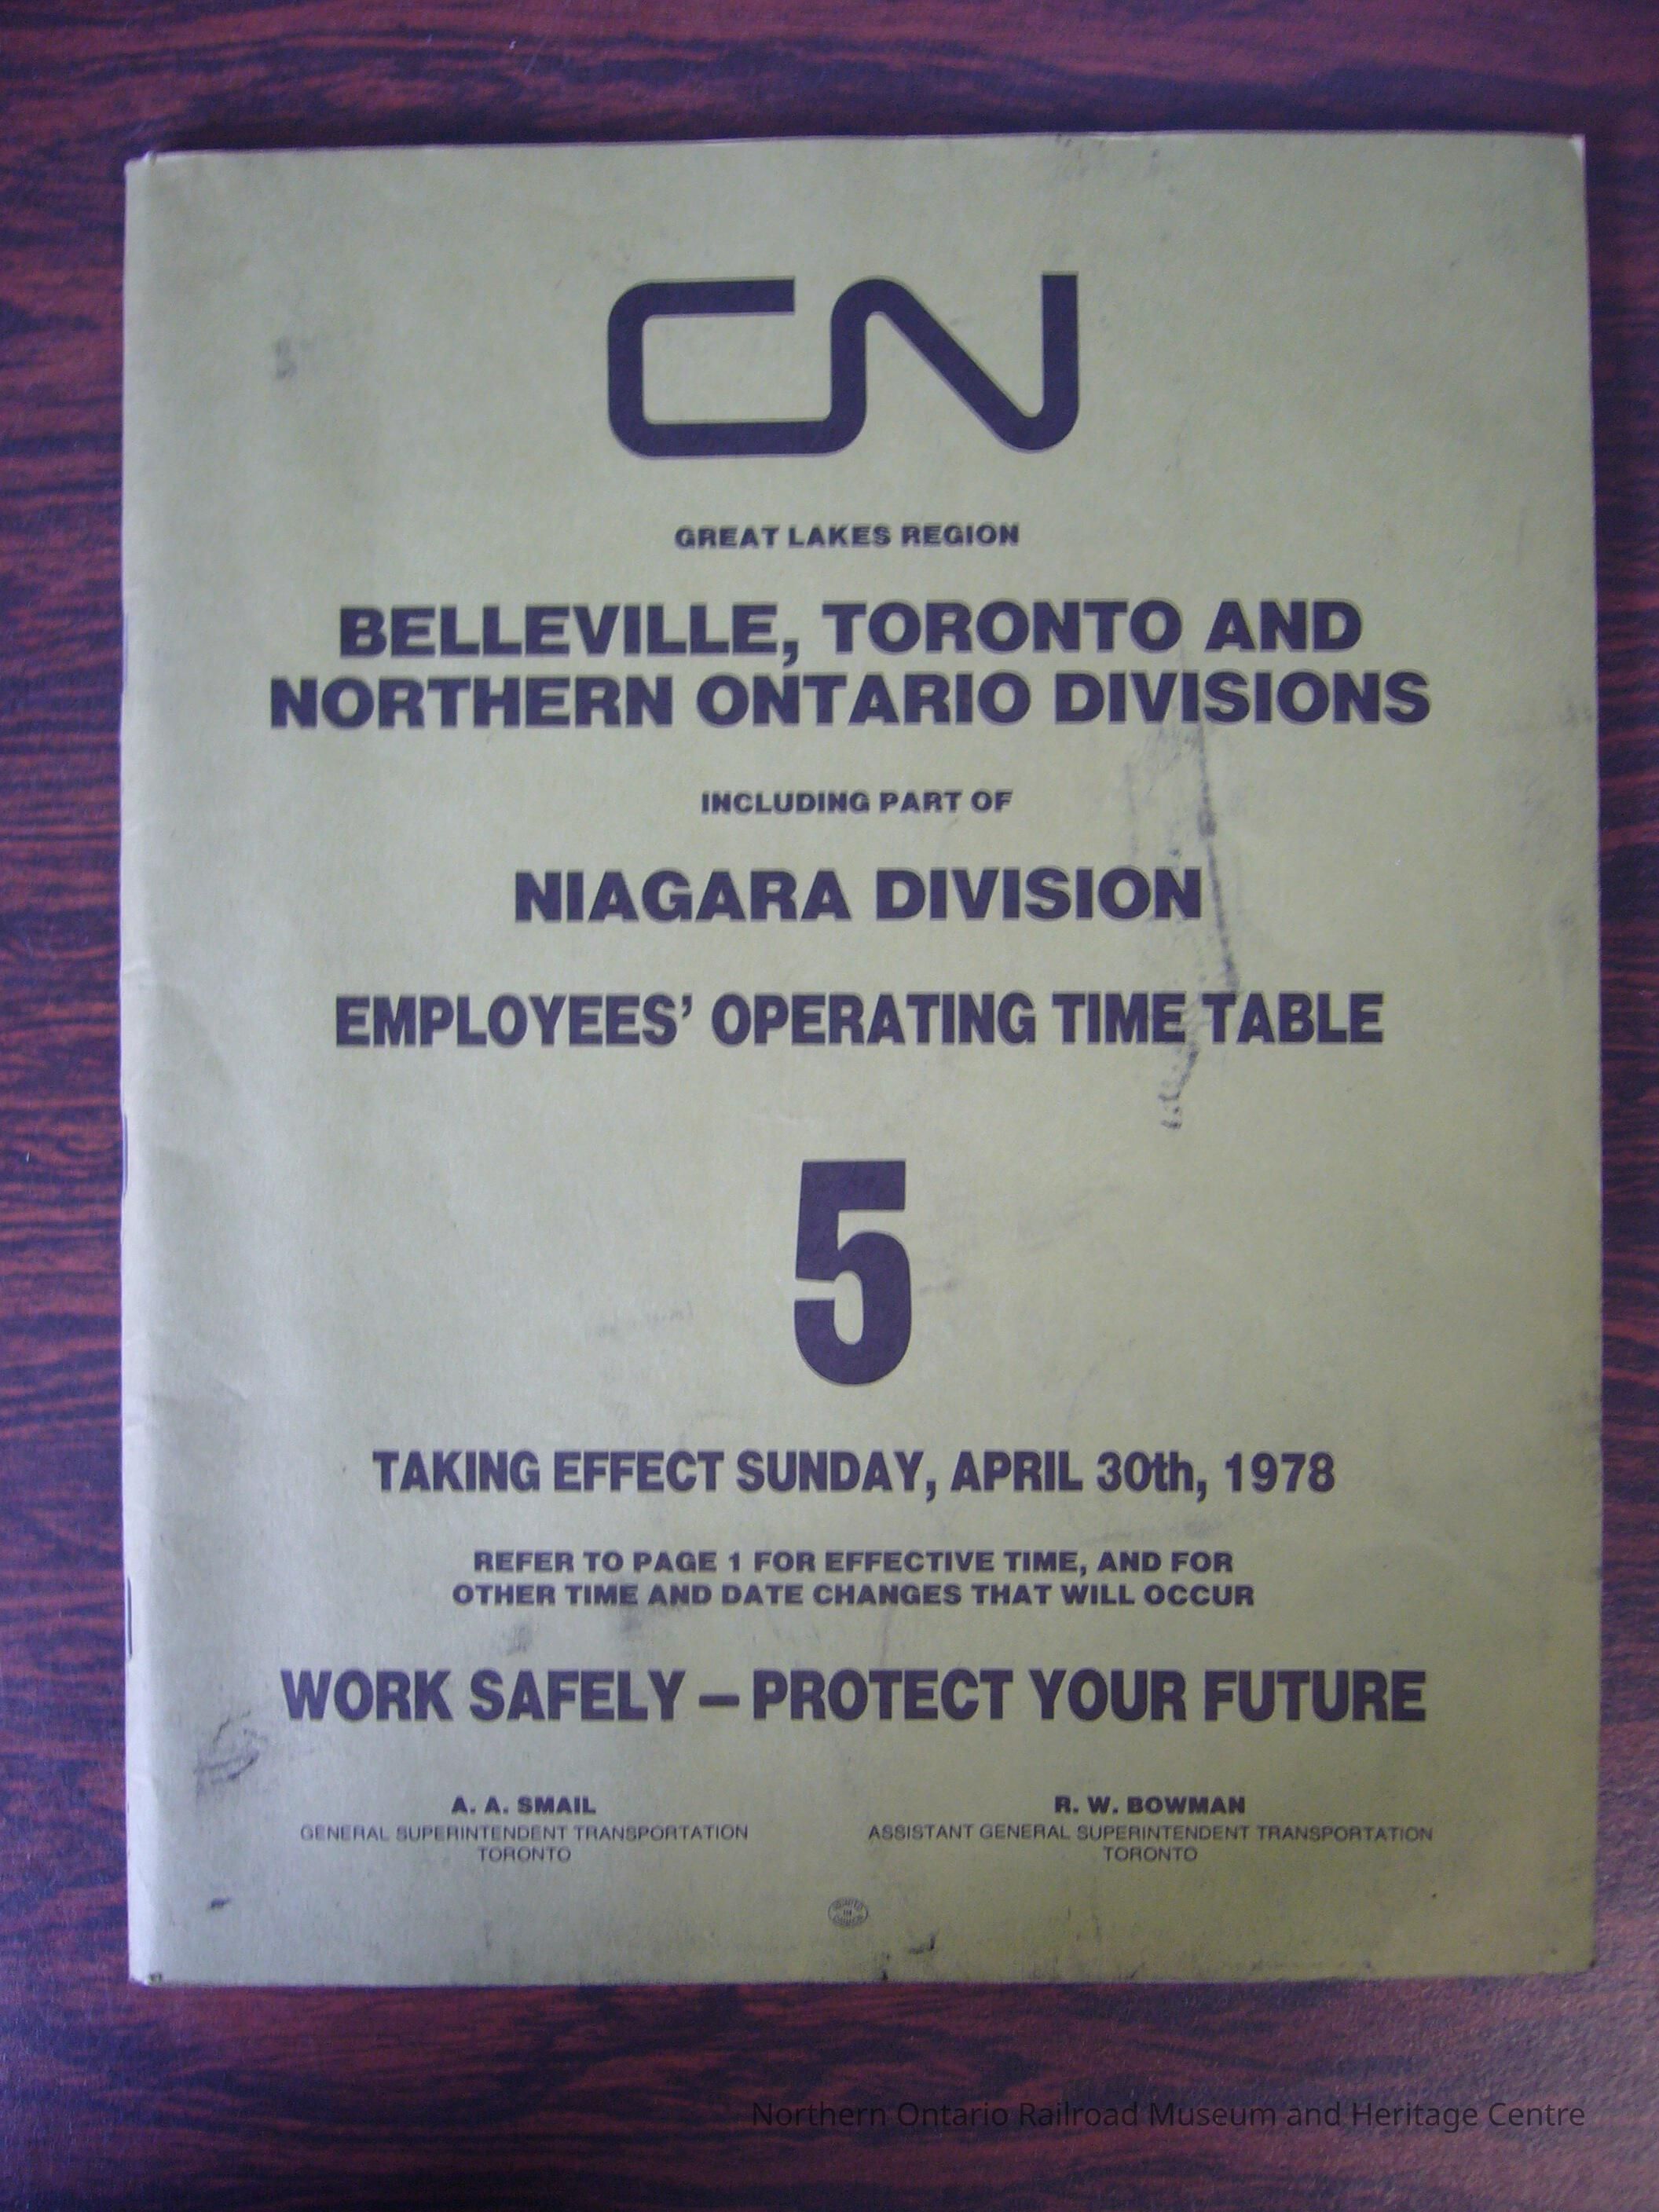 CN
GREAT LAKES REGION
BELLEVILLE, TORONTO AND
NORTHERN ONTARIO DIVISIONS
INCLUDING PART OF
NIAGARA DIVISION
EMPLOYEES' OPERATING TIME TABLE
5
TAKING EFFECT SUNDAY, APRIL 30th, 1978
REFER TO PAGE 1 FOR EFFECTIVE TIME, AND FOR
OTHER TIME AND DATE CHANGES THAT WILL OCCUR
WORK SAFELY – PROTECT YOUR FUTURE
A. A. SMAIL
GENERAL SUPERINTENDENT TRANSPORTATION
TORONTO
R. W. BOWMAN
ASSISTANT GENERAL SUPERINTENDENT TRANSPORTATION
TORONTO
Northern Ontario Railroad Museum and Heritage Centre